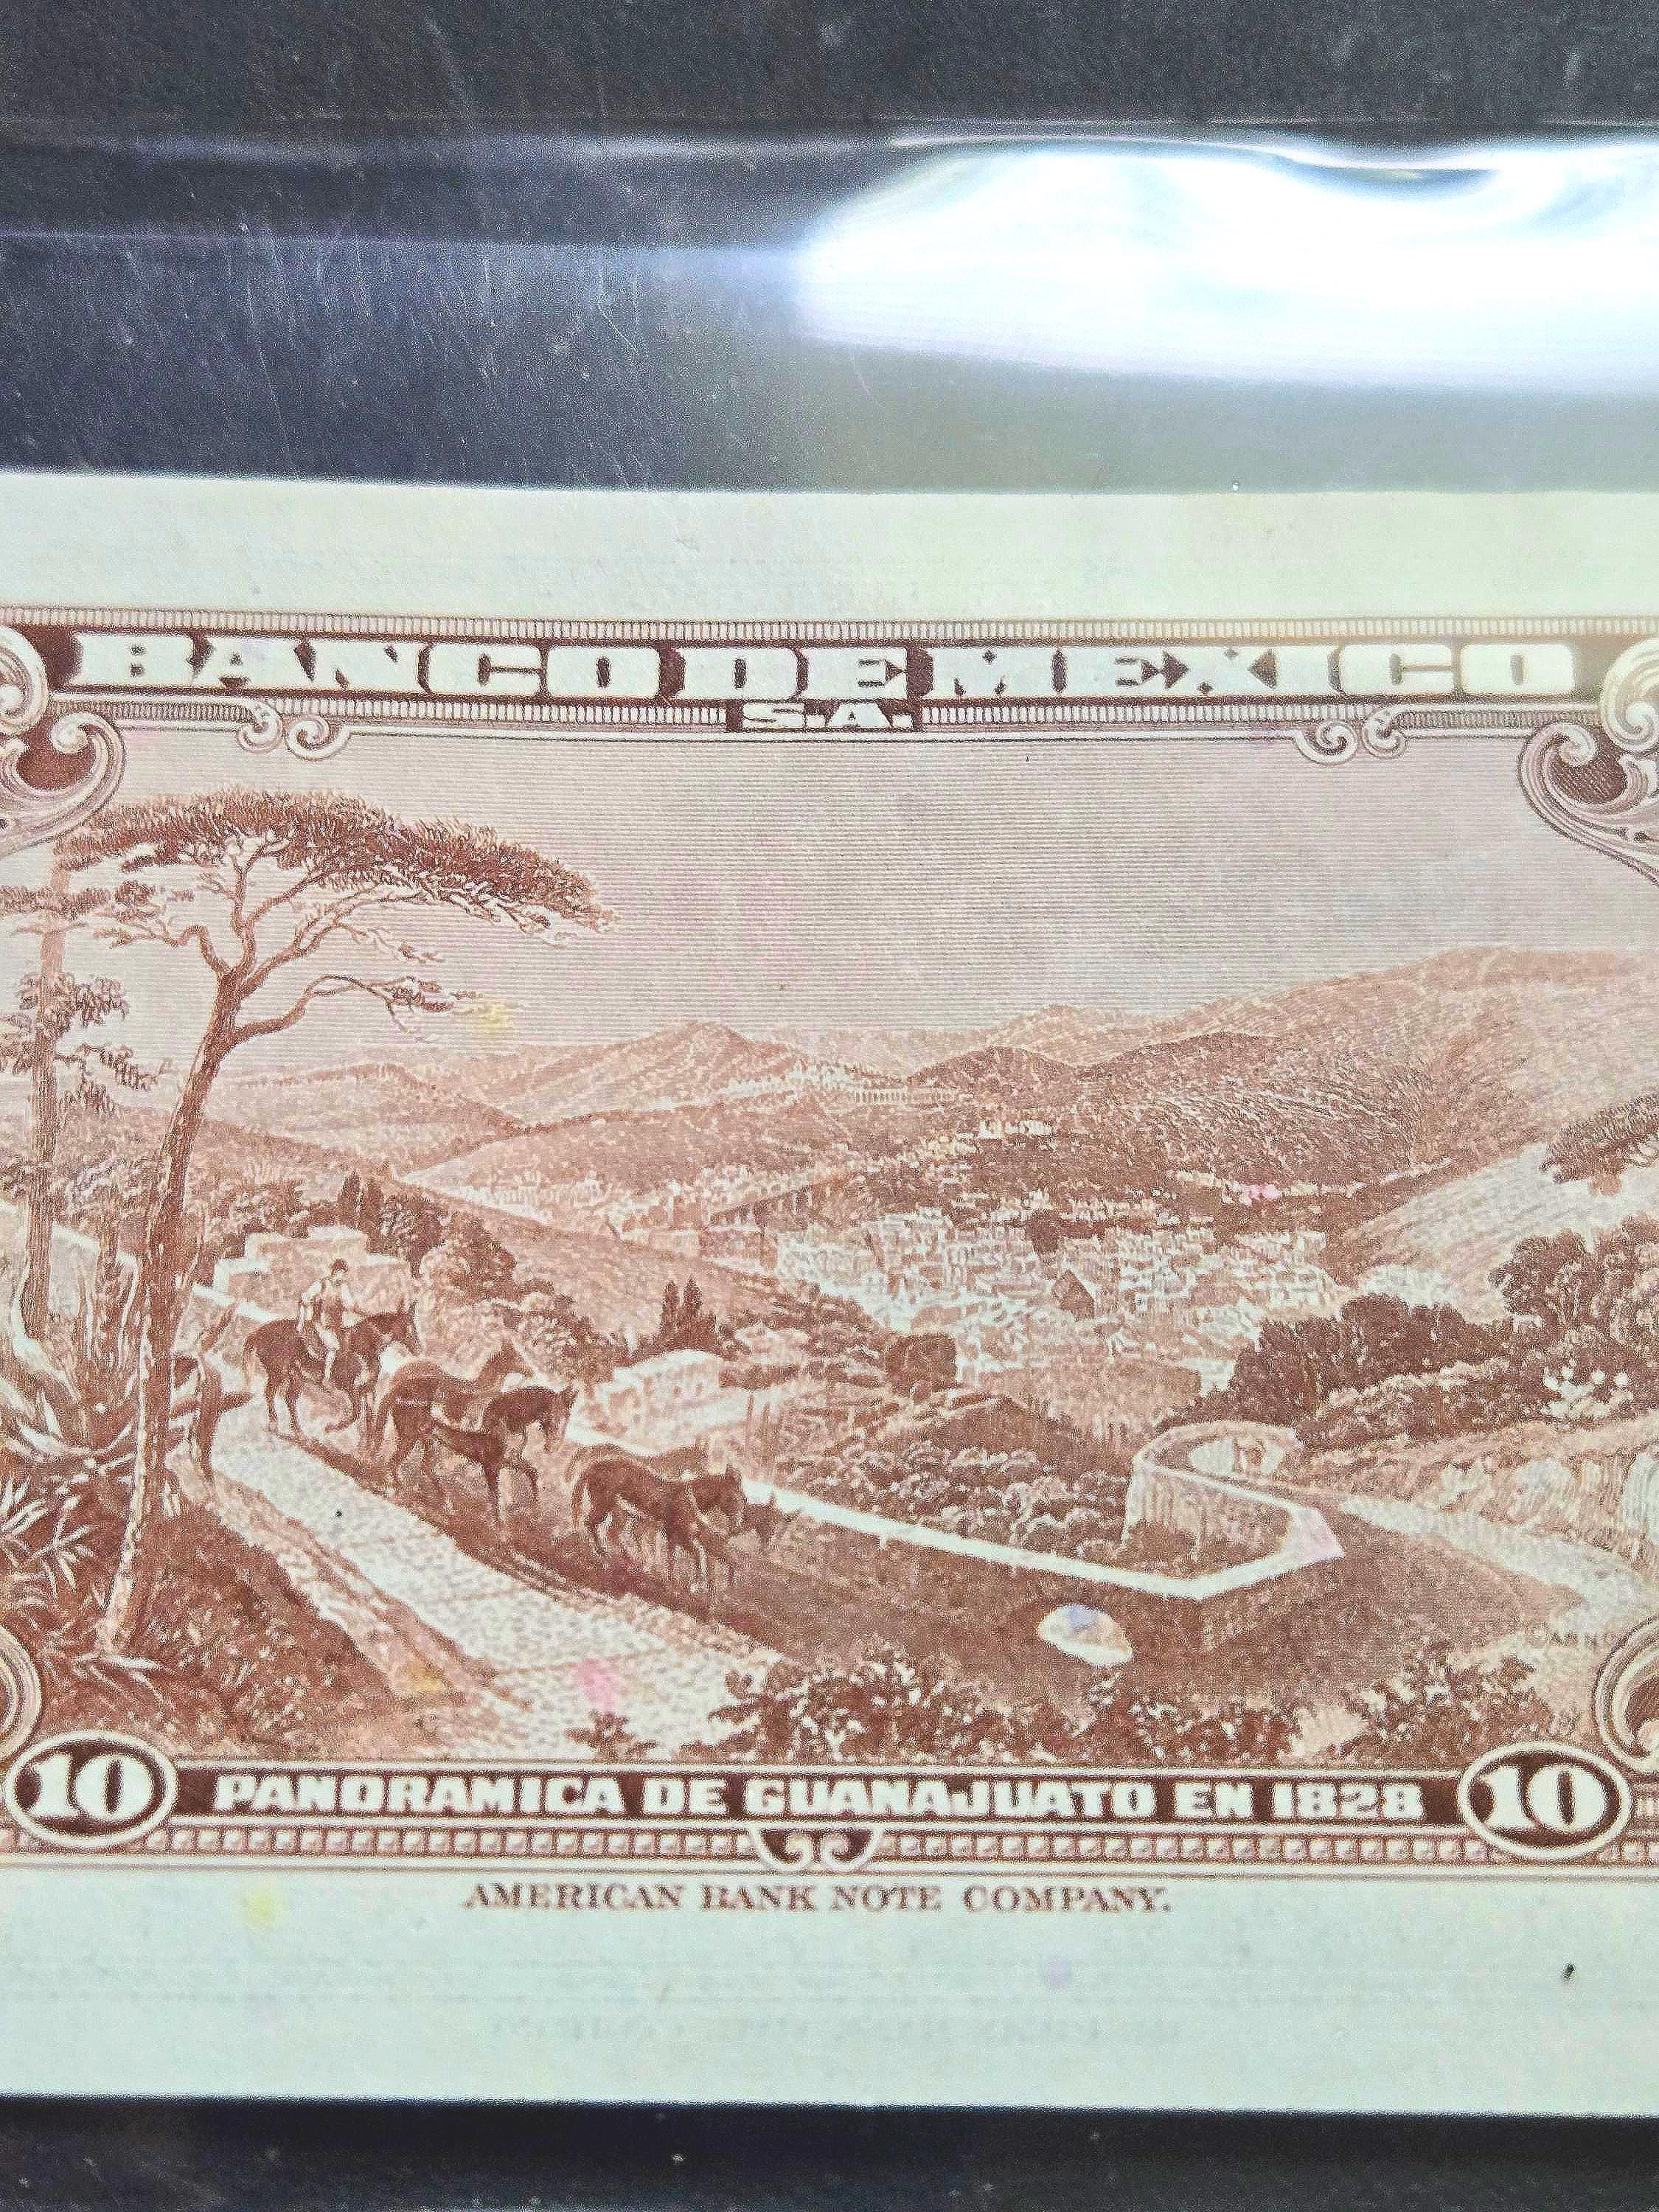 BANCO DE MEXICO
S.A.
10 PANORAMICA DE GUANAJUATO EN 1828 10
AMERICAN BANK NOTE COMPANY.